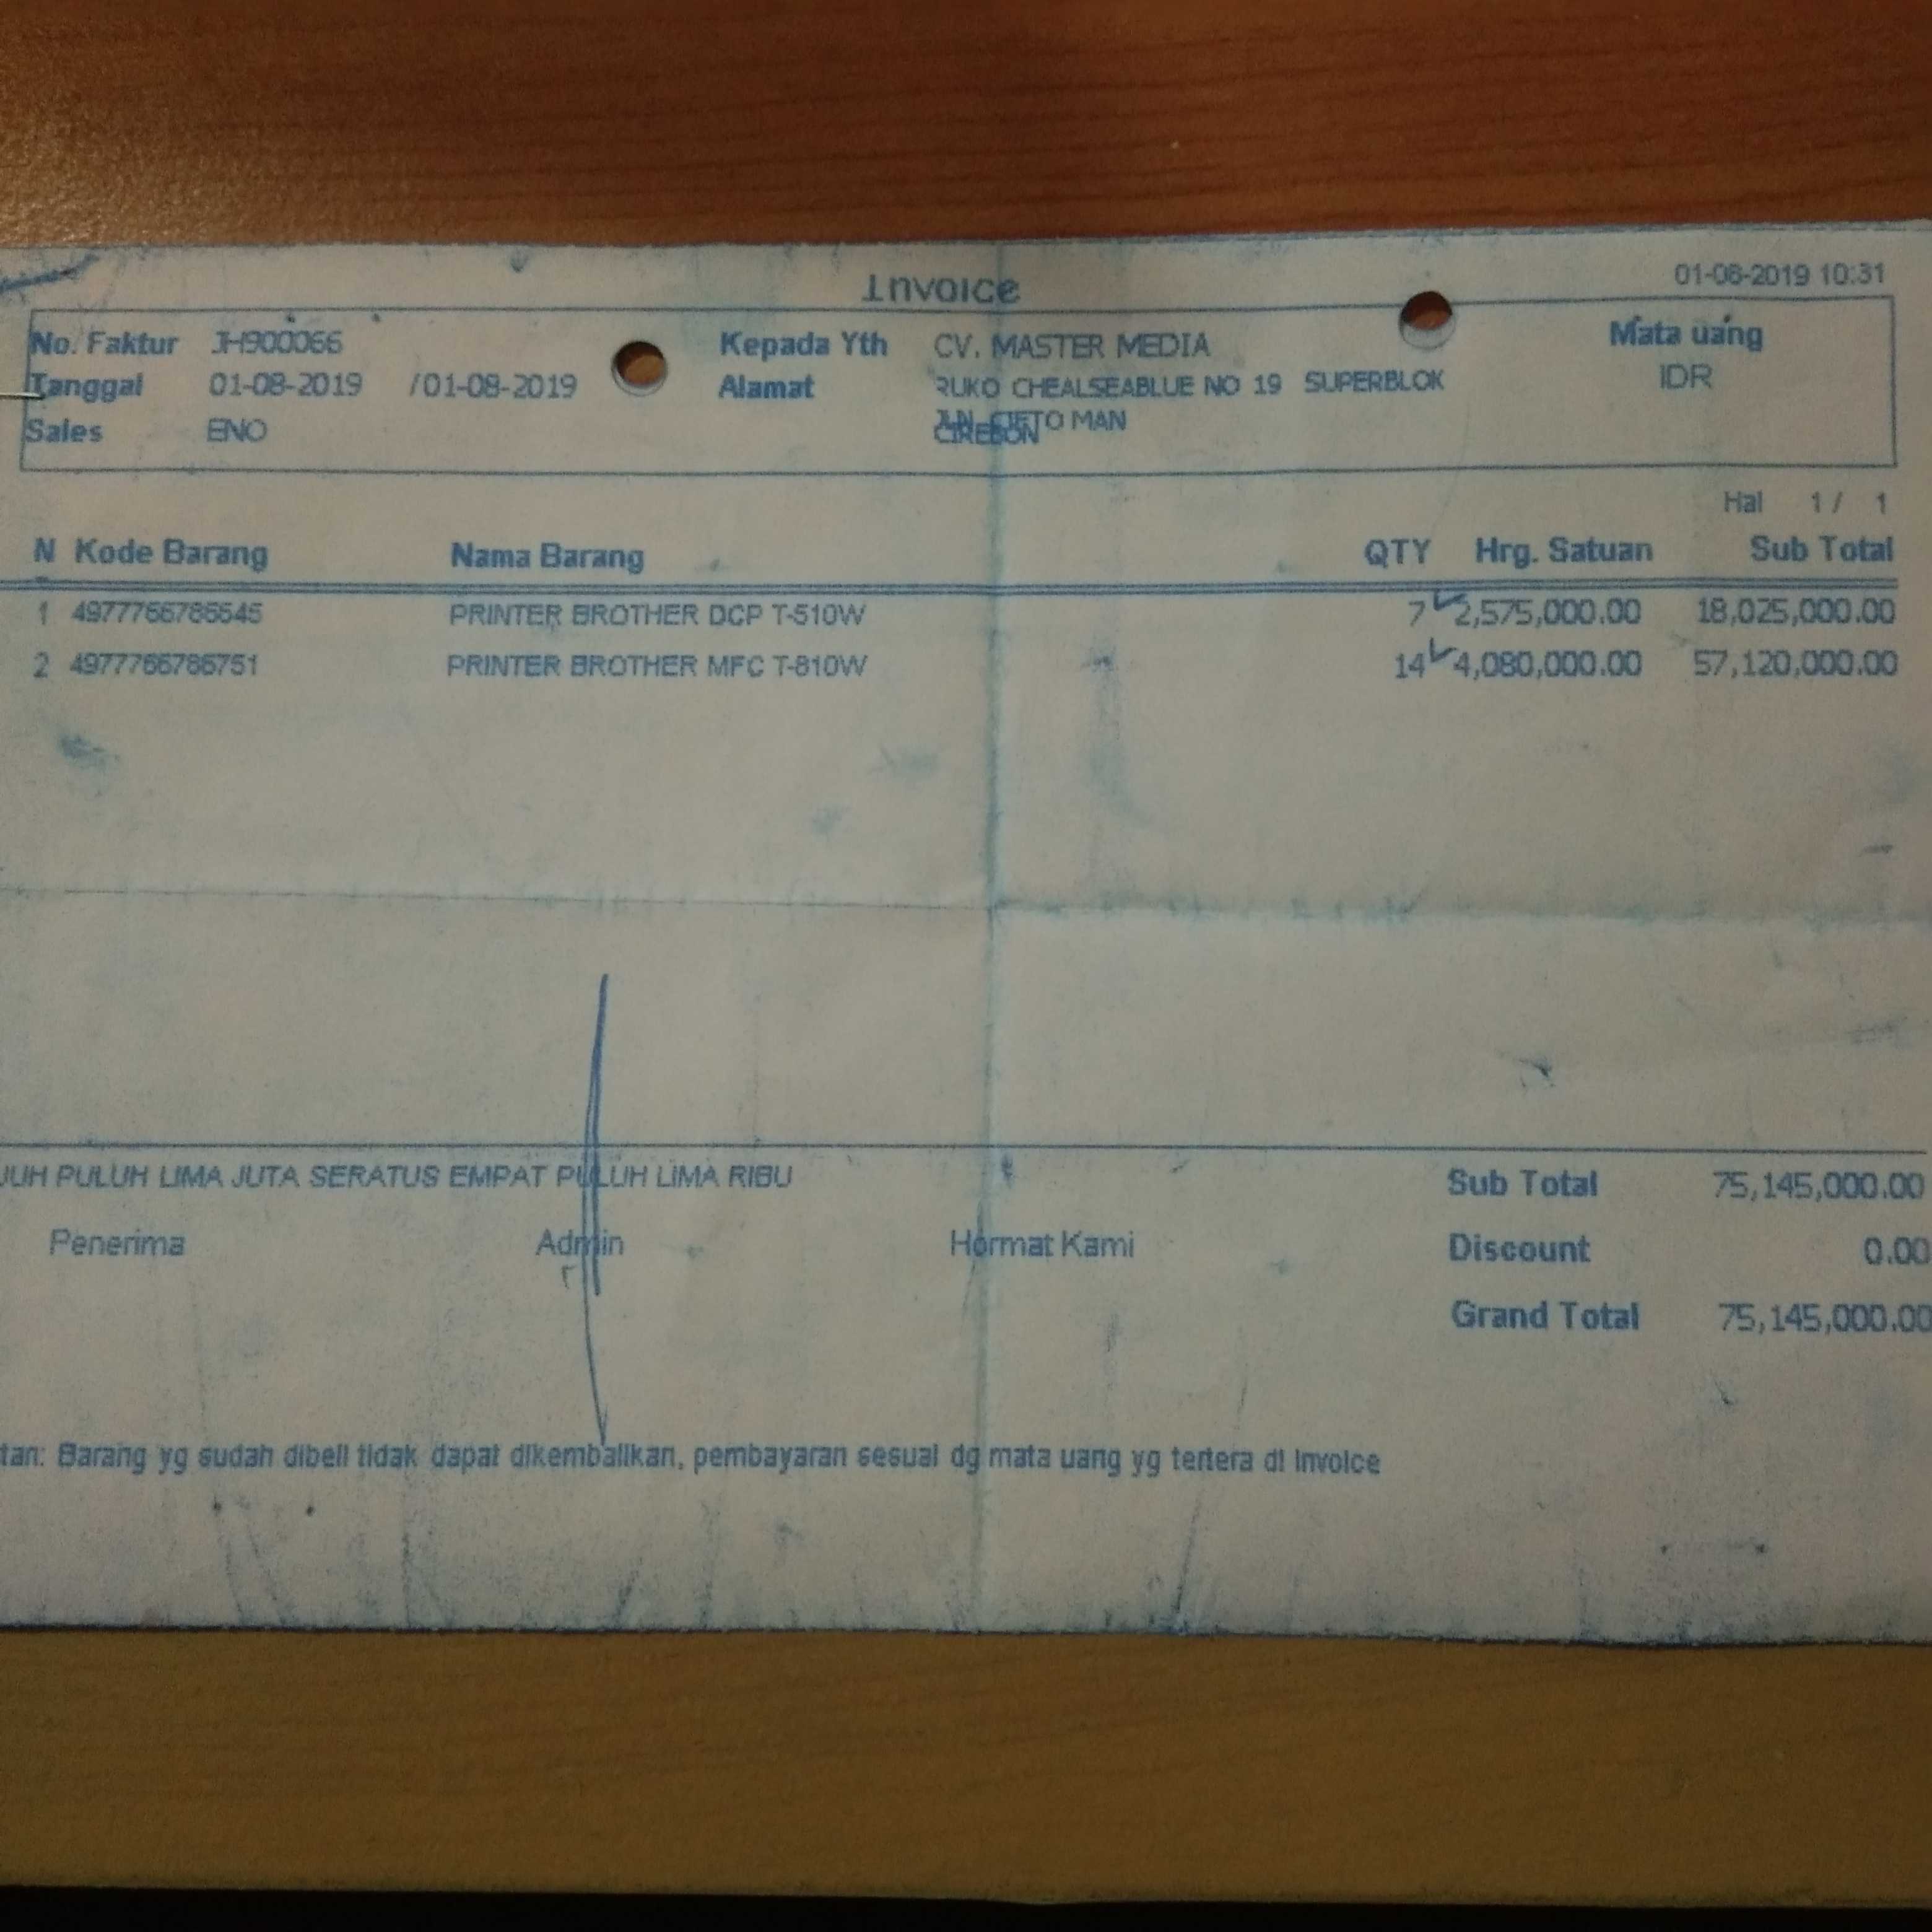 Invoice
01-08-2019 10:31
No. Faktur JH900066 Kepada Yth CV. MASTER MEDIA Mata uang
Tanggal 01-08-2019 /01-08-2019 Alamat RUKO CHEALSEABLUE NO 19 SUPERBLOK IDR
Sales ENO JLN. CIPTO MAN
CIREBON
Hal 1 / 1
N Kode Barang Nama Barang QTY Hrg. Satuan Sub Total
1 4977766786645 PRINTER BROTHER DCP T-510W 7 2,575,000.00 18,025,000.00
2 4977766786751 PRINTER BROTHER MFC T-810W 14 4,080,000.00 57,120,000.00
JUH PULUH LIMA JUTA SERATUS EMPAT PULUH LIMA RIBU Sub Total 75,145,000.00
Penerima Admin Hormat Kami Discount 0.00
Grand Total 75,145,000.00
tan: Barang yg sudah dibeli tidak dapat dikembalikan, pembayaran sesuai dg mata uang yg tertera di invoice